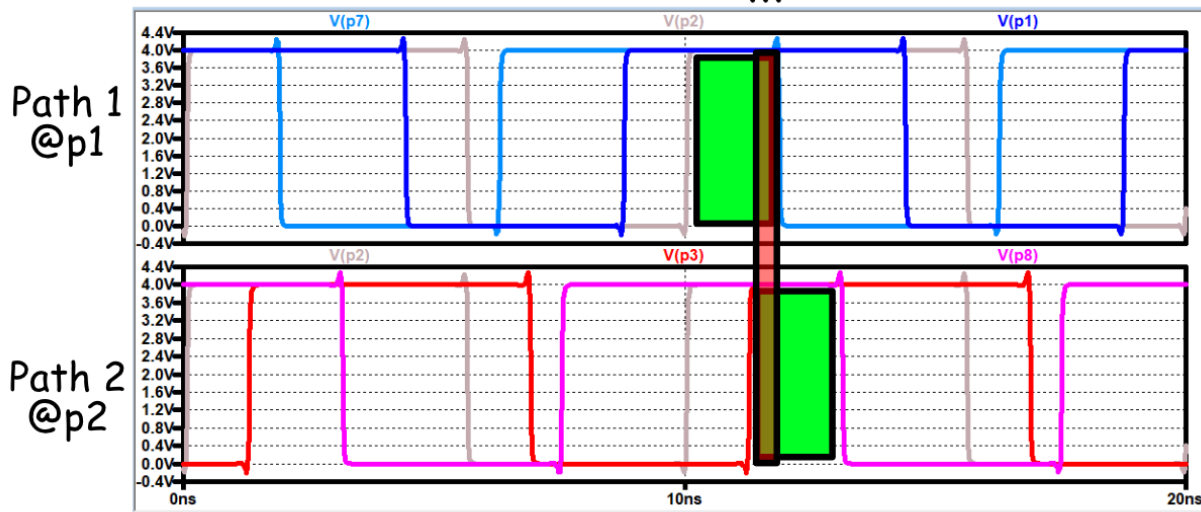 V(p7) V(p2) V(p1)
4.4V
4.0V
3.6V
3.2V
2.8V
2.4V
2.0V
1.6V
1.2V
0.8V
0.4V
0.0V
-0.4V
Path 1
@p1
V(p2) V(p3) V(p8)
4.4V
4.0V
3.6V
3.2V
2.8V
2.4V
2.0V
1.6V
1.2V
0.8V
0.4V
0.0V
-0.4V
Path 2
@p2
0ns 10ns 20ns